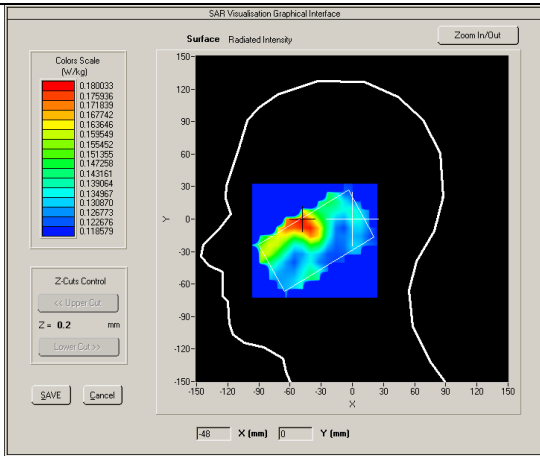 SAR Visualisation Graphical Interface
Surface Radiated Intensity
Zoom In/Out
Colors Scale
(W/kg)
0.180033
0.175936
0.171839
0.167742
0.163646
0.159549
0.155452
0.151355
0.147258
0.143161
0.139064
0.134967
0.130870
0.126773
0.122676
0.118579
Z-Cuts Control
<< Upper Cut
Z = 0.2 mm
Lower Cut >>
SAVE Cancel
150
120
90
60
30
0
-30
-60
-90
-120
-150
Y
-150 -120 -90 -60 -30 0 30 60 90 120 150
X
-48 X (mm) 0 Y (mm)